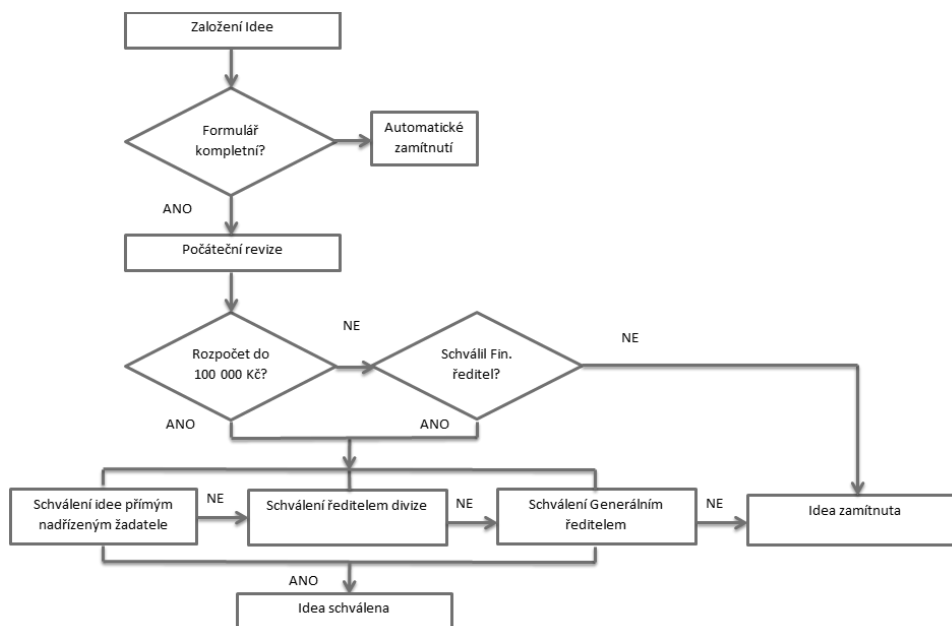 Založení Idee
Formulář
kompletní?
Automatické
zamítnutí
ANO
Počáteční revize
NE
NE
Rozpočet do
100 000 Kč?
Schválil Fin.
ředitel?
ANO
ANO
Schválení idee přímým
nadřízeným žadatele
NE
Schválení ředitelem divize
NE
Schválení Generálním
ředitelem
NE
Idea zamítnuta
ANO
Idea schválena